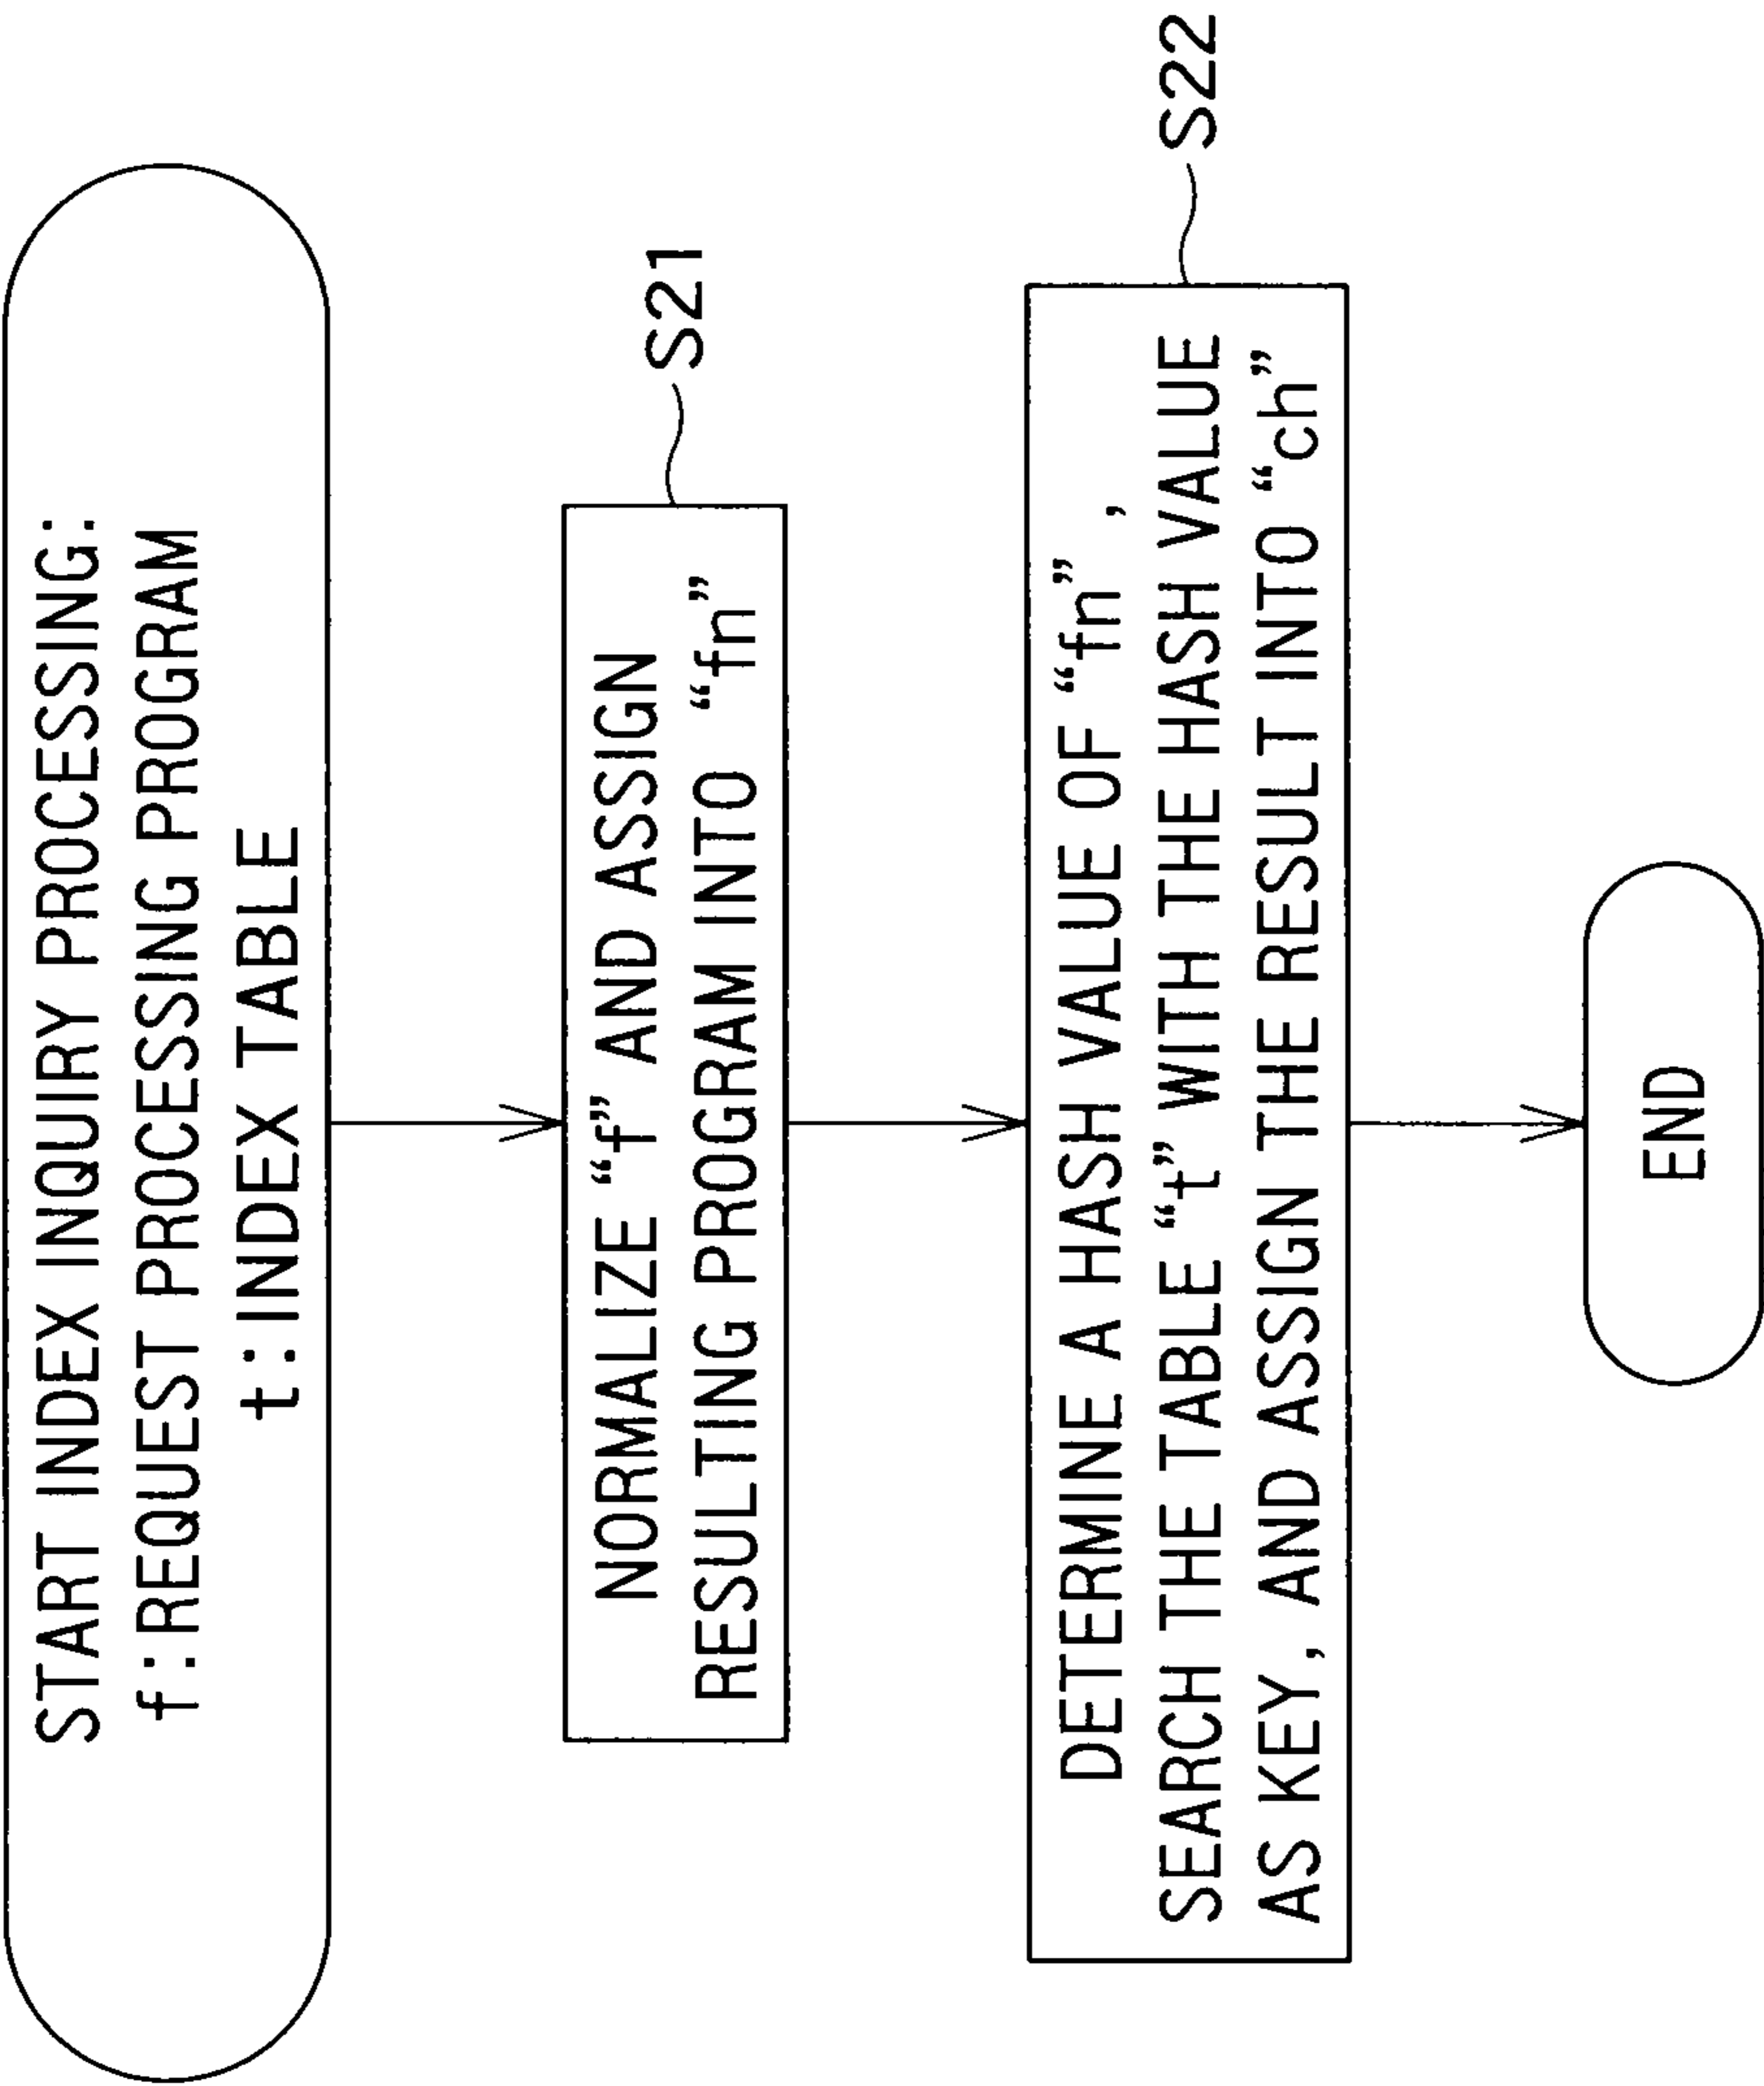 START INDEX INQUIRY PROCESSING:
f:REQUEST PROCESSING PROGRAM
t:INDEX TABLE
NORMALIZE “f” AND ASSIGN
RESULTING PROGRAM INTO “fn”
S21
DETERMINE A HASH VALUE OF “fn”,
SEARCH THE TABLE “t” WITH THE HASH VALUE
AS KEY, AND ASSIGN THE RESULT INTO “ch”
S22
END